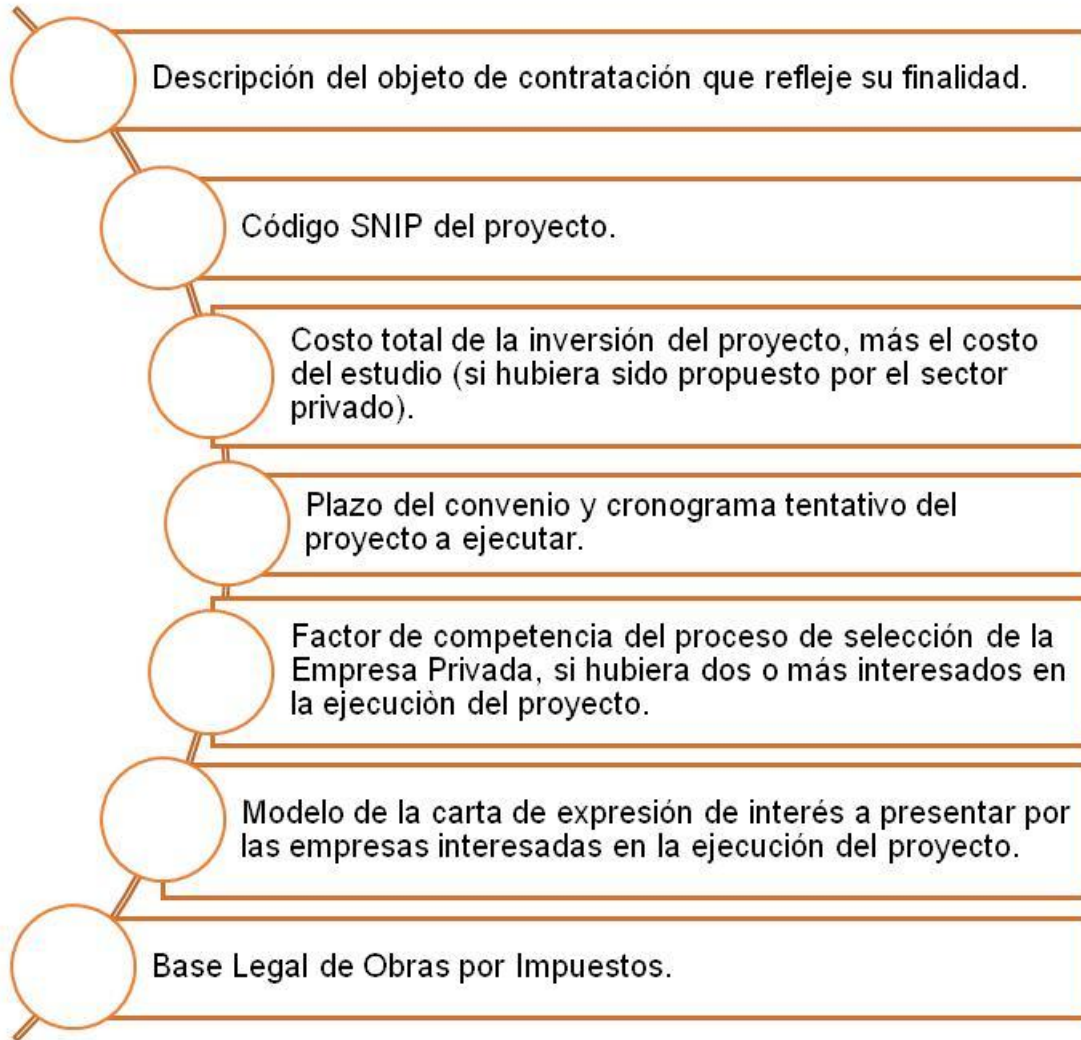 Descripción del objeto de contratación que refleje su finalidad.
Código SNIP del proyecto.
Costo total de la inversión del proyecto, más el costo
del estudio (si hubiera sido propuesto por el sector
privado).
Plazo del convenio y cronograma tentativo del
proyecto a ejecutar.
Factor de competencia del proceso de selección de la
Empresa Privada, si hubiera dos o más interesados en
la ejecuciòn del proyecto.
Modelo de la carta de expresión de interés a presentar por
las empresas interesadas en la ejecución del proyecto.
Base Legal de Obras por Impuestos.